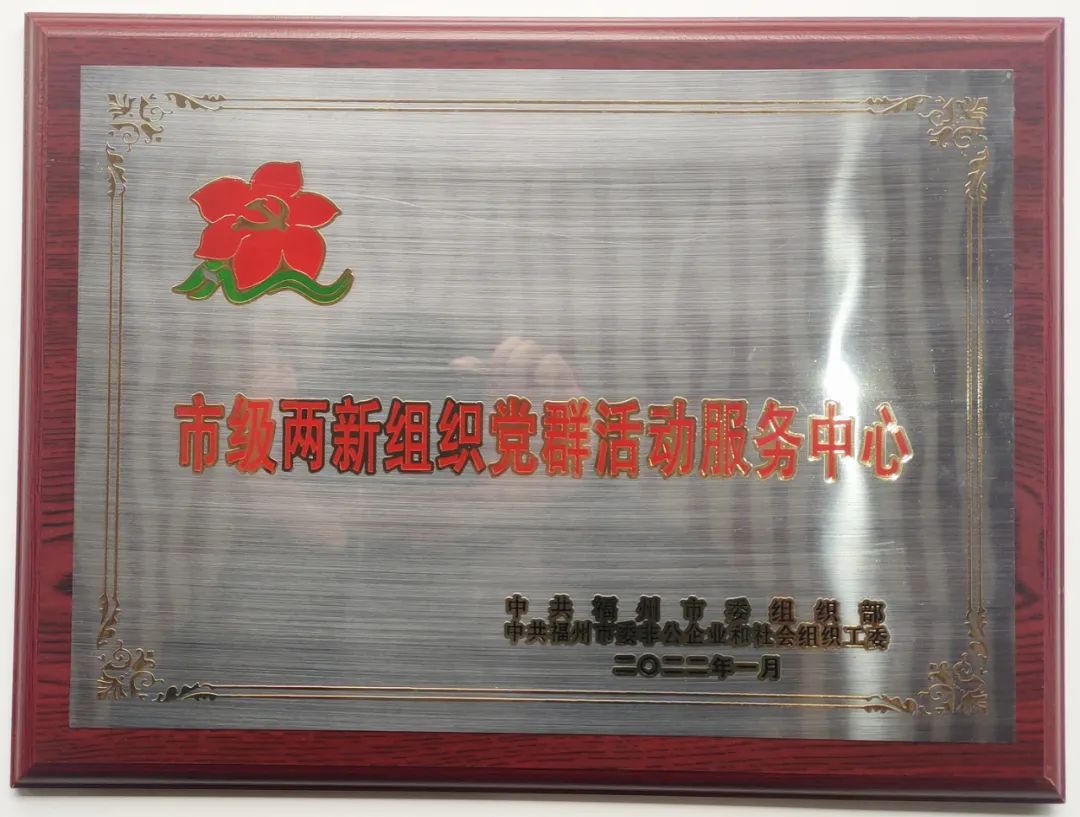 市级两新组织党群活动服务中心
中共福州市委组织部
中共福州市委非公企业和社会组织工委
二〇二二年一月